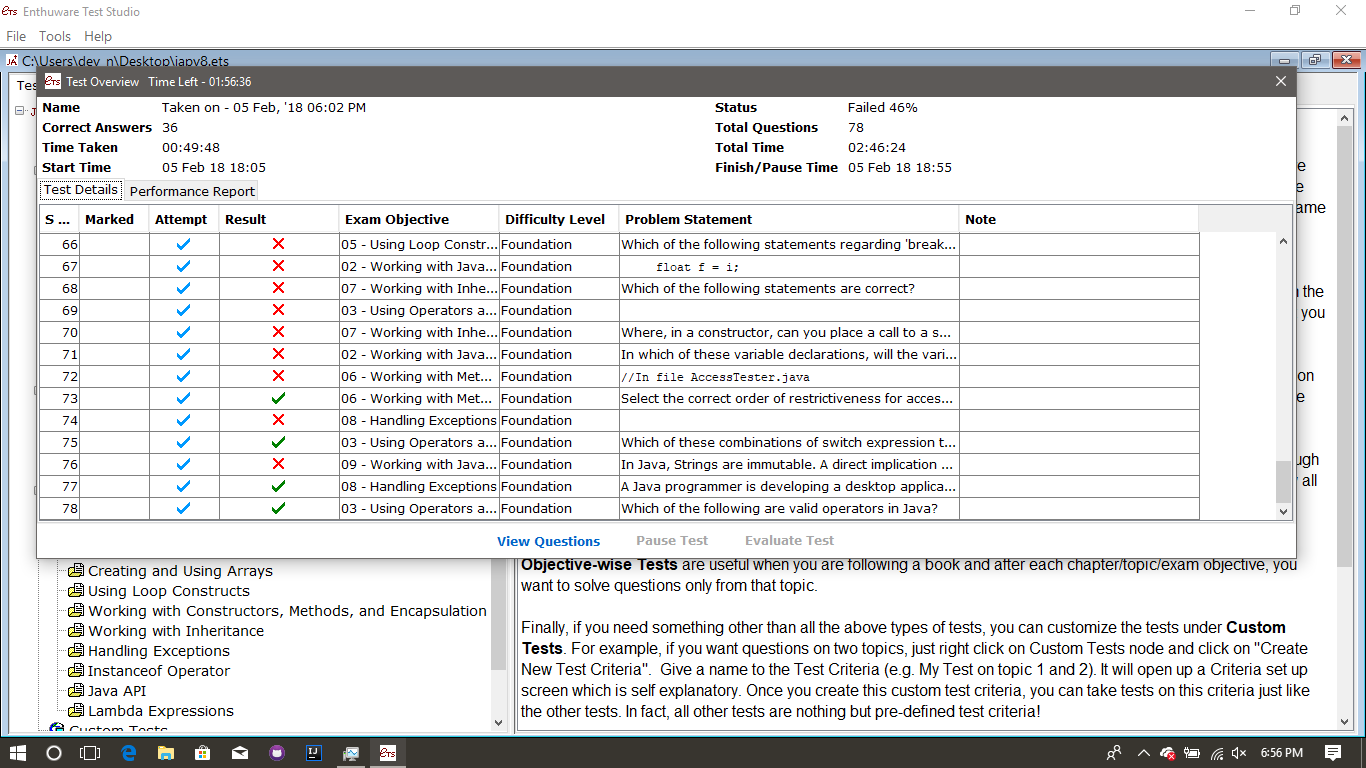 ETS Enthuware Test Studio
File Tools Help
C:\Users\dev_n\Desktop\japv8.ets
Tes
ETS Test Overview Time Left - 01:56:36
Name Taken on - 05 Feb, '18 06:02 PM Status Failed 46%
Correct Answers 36 Total Questions 78
Time Taken 00:49:48 Total Time 02:46:24
Start Time 05 Feb 18 18:05 Finish/Pause Time 05 Feb 18 18:55
Test Details Performance Report
S ... Marked Attempt Result Exam Objective Difficulty Level Problem Statement Note
66 05 - Using Loop Constr... Foundation Which of the following statements regarding 'break...
67 02 - Working with Java... Foundation float f = i;
68 07 - Working with Inhe... Foundation Which of the following statements are correct?
69 03 - Using Operators a... Foundation
70 07 - Working with Inhe... Foundation Where, in a constructor, can you place a call to a s...
71 02 - Working with Java... Foundation In which of these variable declarations, will the vari...
72 06 - Working with Met... Foundation //In file AccessTester.java
73 06 - Working with Met... Foundation Select the correct order of restrictiveness for acces...
74 08 - Handling Exceptions Foundation
75 03 - Using Operators a... Foundation Which of these combinations of switch expression t...
76 09 - Working with Java... Foundation In Java, Strings are immutable. A direct implication ...
77 08 - Handling Exceptions Foundation A Java programmer is developing a desktop applica...
78 03 - Using Operators a... Foundation Which of the following are valid operators in Java?
View Questions Pause Test Evaluate Test
ame
the
you
on
ugh
all
Creating and Using Arrays
Using Loop Constructs
Working with Constructors, Methods, and Encapsulation
Working with Inheritance
Handling Exceptions
Instanceof Operator
Java API
Lambda Expressions
Custom Tests
Objective-wise Tests are useful when you are following a book and after each chapter/topic/exam objective, you
want to solve questions only from that topic.
Finally, if you need something other than all the above types of tests, you can customize the tests under Custom
Tests. For example, if you want questions on two topics, just right click on Custom Tests node and click on "Create
New Test Criteria". Give a name to the Test Criteria (e.g. My Test on topic 1 and 2). It will open up a Criteria set up
screen which is self explanatory. Once you create this custom test criteria, you can take tests on this criteria just like
the other tests. In fact, all other tests are nothing but pre-defined test criteria!
IJ ETS 6:56 PM